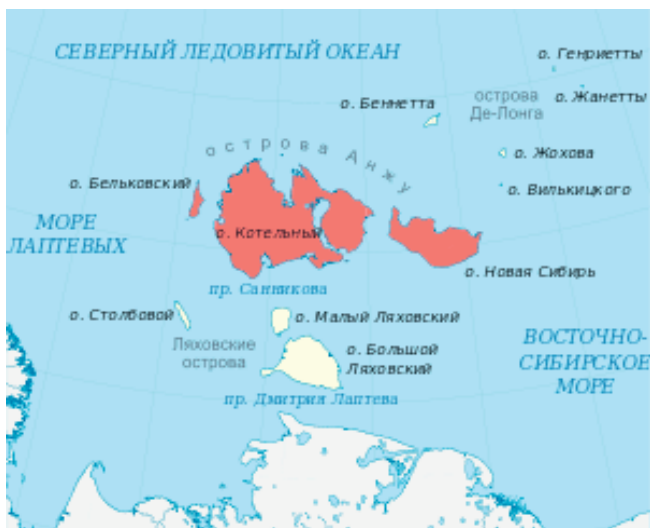 СЕВЕРНЫЙ ЛЕДОВИТЫЙ ОКЕАН
о. Генриетты
острова
Де-Лонга
о. Жанетты
о. Беннетта
острова Анжу
о. Жохова
о. Бельковский
о. Вилькицкого
МОРЕ
ЛАПТЕВЫХ
о. Котельный
о. Новая Сибирь
пр. Санникова
о. Столбовой
о. Малый Ляховский
Ляховские
острова
о. Большой
Ляховский
ВОСТОЧНО-
СИБИРСКОЕ
МОРЕ
пр. Дмитрия Лаптева